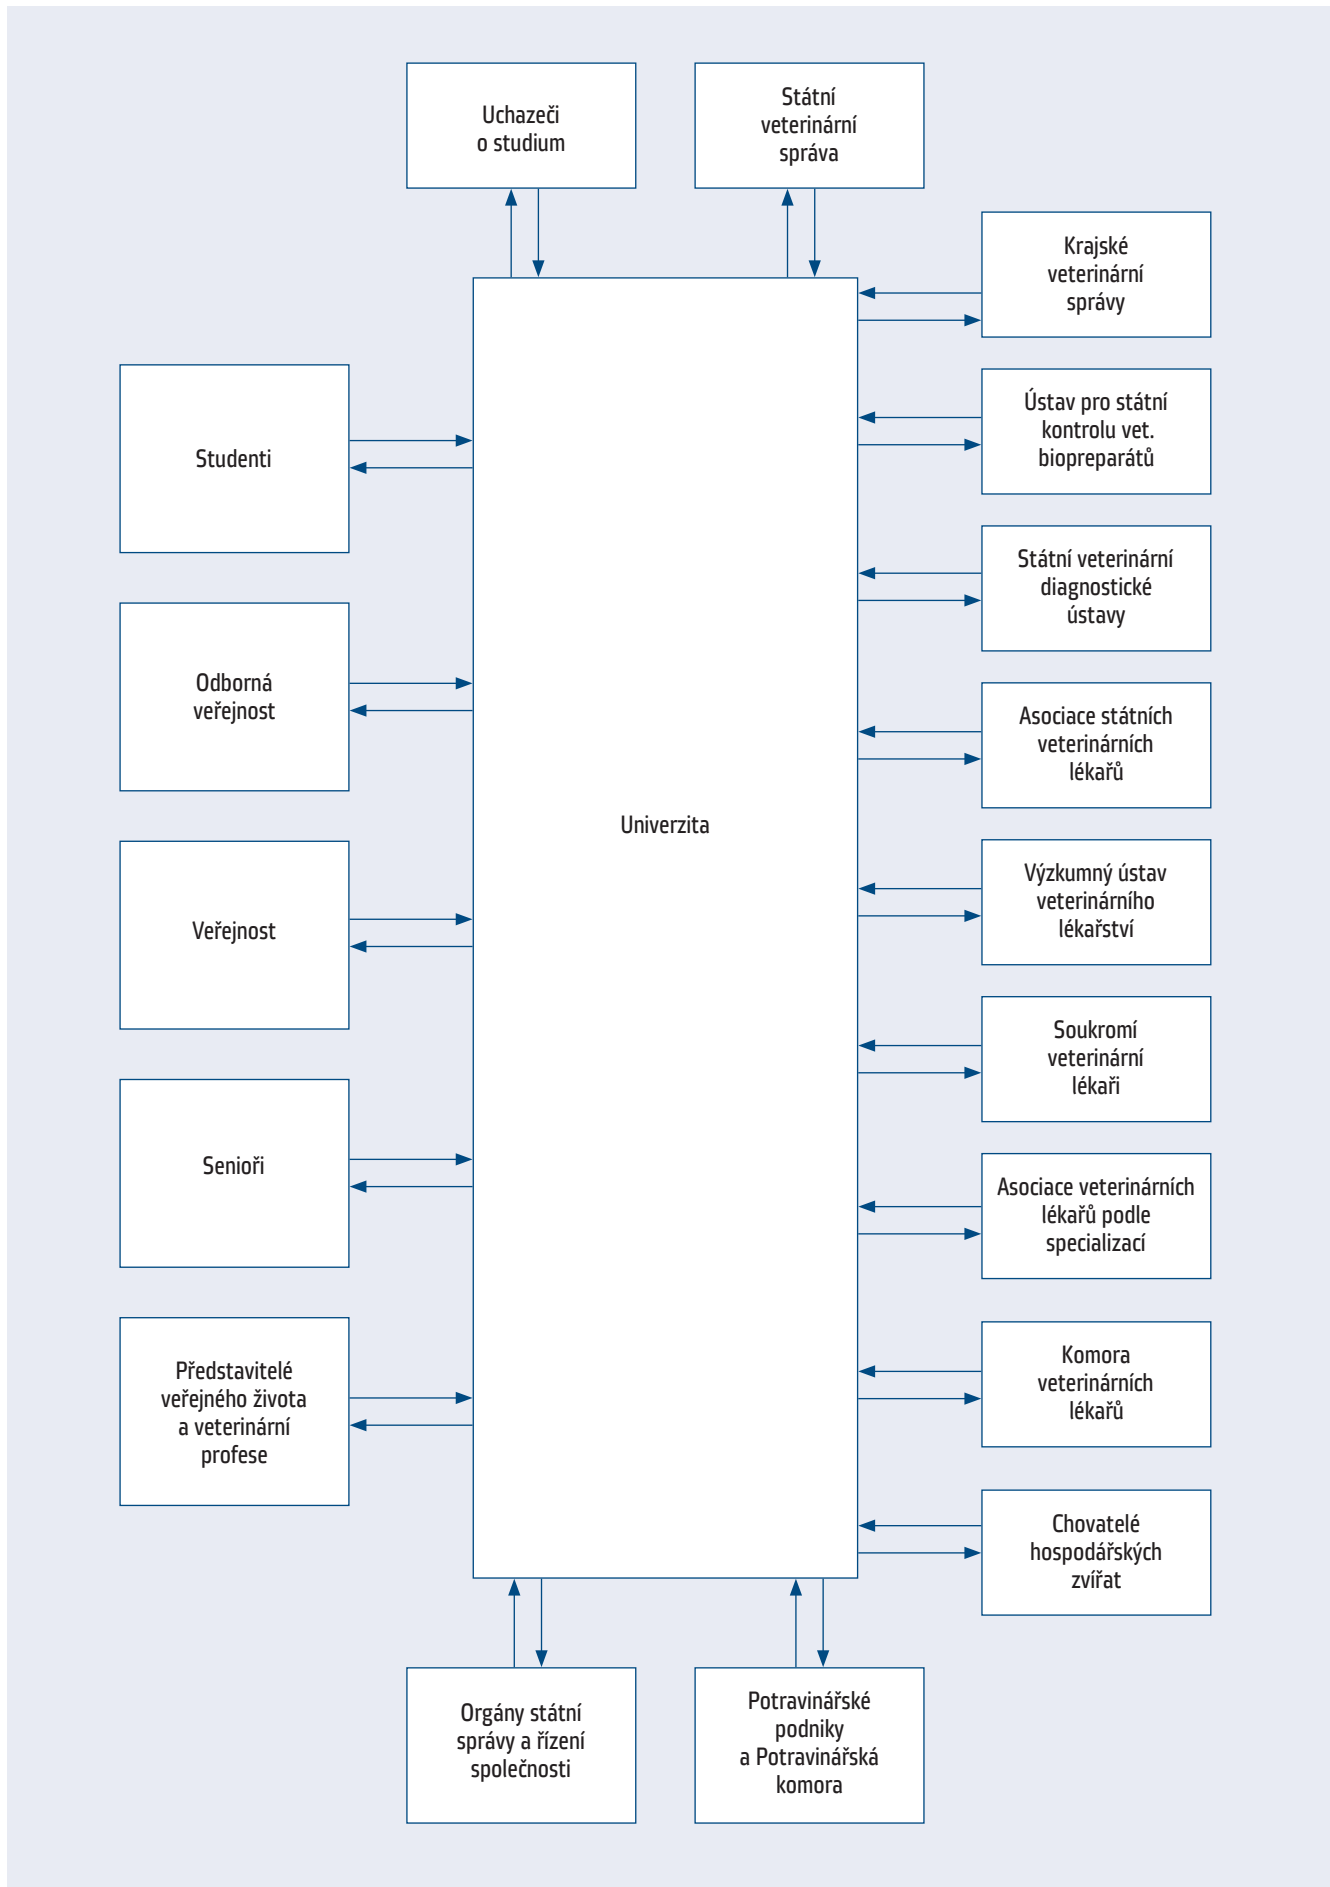 Uchazeči
o studium
Státní
veterinární
správa
Krajské
veterinární
správy
Studenti
Ústav pro státní
kontrolu vet.
biopreparátů
Státní veterinární
diagnostické
ústavy
Odborná
veřejnost
Asociace státních
veterinárních
lékařů
Univerzita
Veřejnost
Výzkumný ústav
veterinárního
lékařství
Soukromí
veterinární
lékaři
Senioři
Asociace veterinárních
lékařů podle
specializací
Představitelé
veřejného života
a veterinární
profese
Komora
veterinárních
lékařů
Chovatelé
hospodářských
zvířat
Orgány státní
správy a řízení
společnosti
Potravinářské
podniky
a Potravinářská
komora